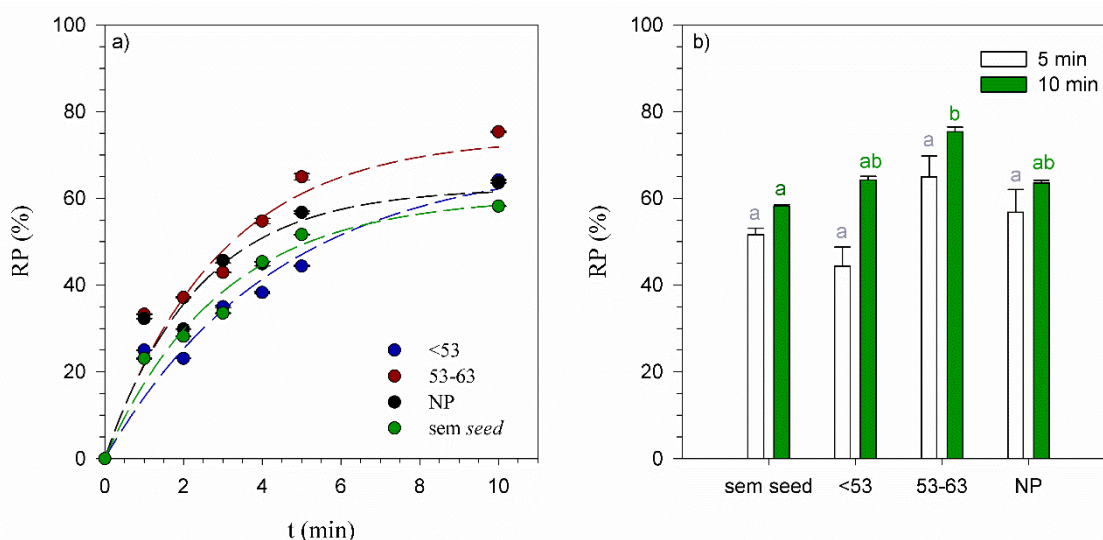 a)
100
80
60
40
20
0
RP (%)
0 2 4 6 8 10
t (min)
<53
53-63
NP
sem seed
b)
100
80
60
40
20
0
RP (%)
5 min
10 min
a a
a ab
a b
a ab
sem seed <53 53-63 NP